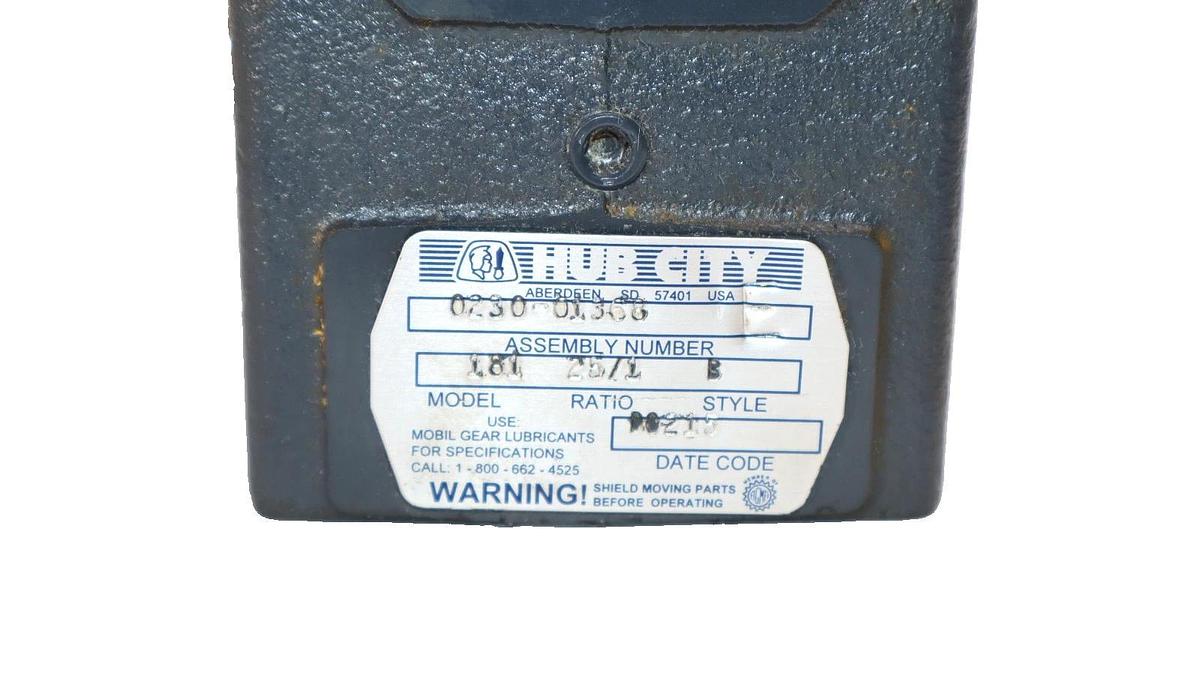 HUB CITY
ABERDEEN, SD 57401 USA
0230-01368
ASSEMBLY NUMBER
181 25/1 B
MODEL RATIO STYLE
USE:
MOBIL GEAR LUBRICANTS
FOR SPECIFICATIONS
CALL: 1 - 800 - 662 - 4525
DATE CODE
WARNING! SHIELD MOVING PARTS
BEFORE OPERATING